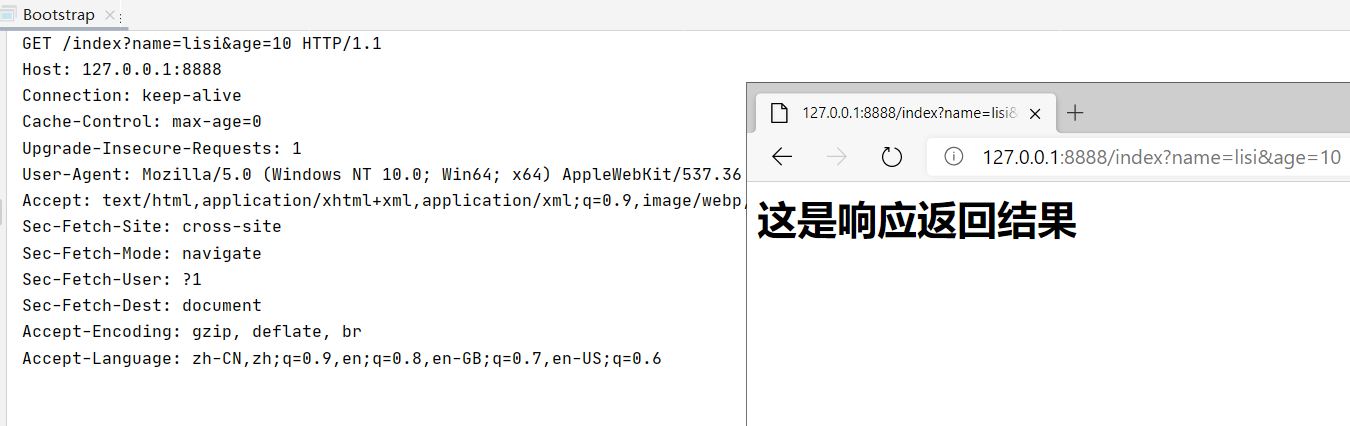 Bootstrap
GET /index?name=lisi&age=10 HTTP/1.1
Host: 127.0.0.1:8888
Connection: keep-alive
Cache-Control: max-age=0
Upgrade-Insecure-Requests: 1
User-Agent: Mozilla/5.0 (Windows NT 10.0; Win64; x64) AppleWebKit/537.36
Accept: text/html,application/xhtml+xml,application/xml;q=0.9,image/webp,
Sec-Fetch-Site: cross-site
Sec-Fetch-Mode: navigate
Sec-Fetch-User: ?1
Sec-Fetch-Dest: document
Accept-Encoding: gzip, deflate, br
Accept-Language: zh-CN,zh;q=0.9,en;q=0.8,en-GB;q=0.7,en-US;q=0.6
127.0.0.1:8888/index?name=lisi&
127.0.0.1:8888/index?name=lisi&age=10
这是响应返回结果